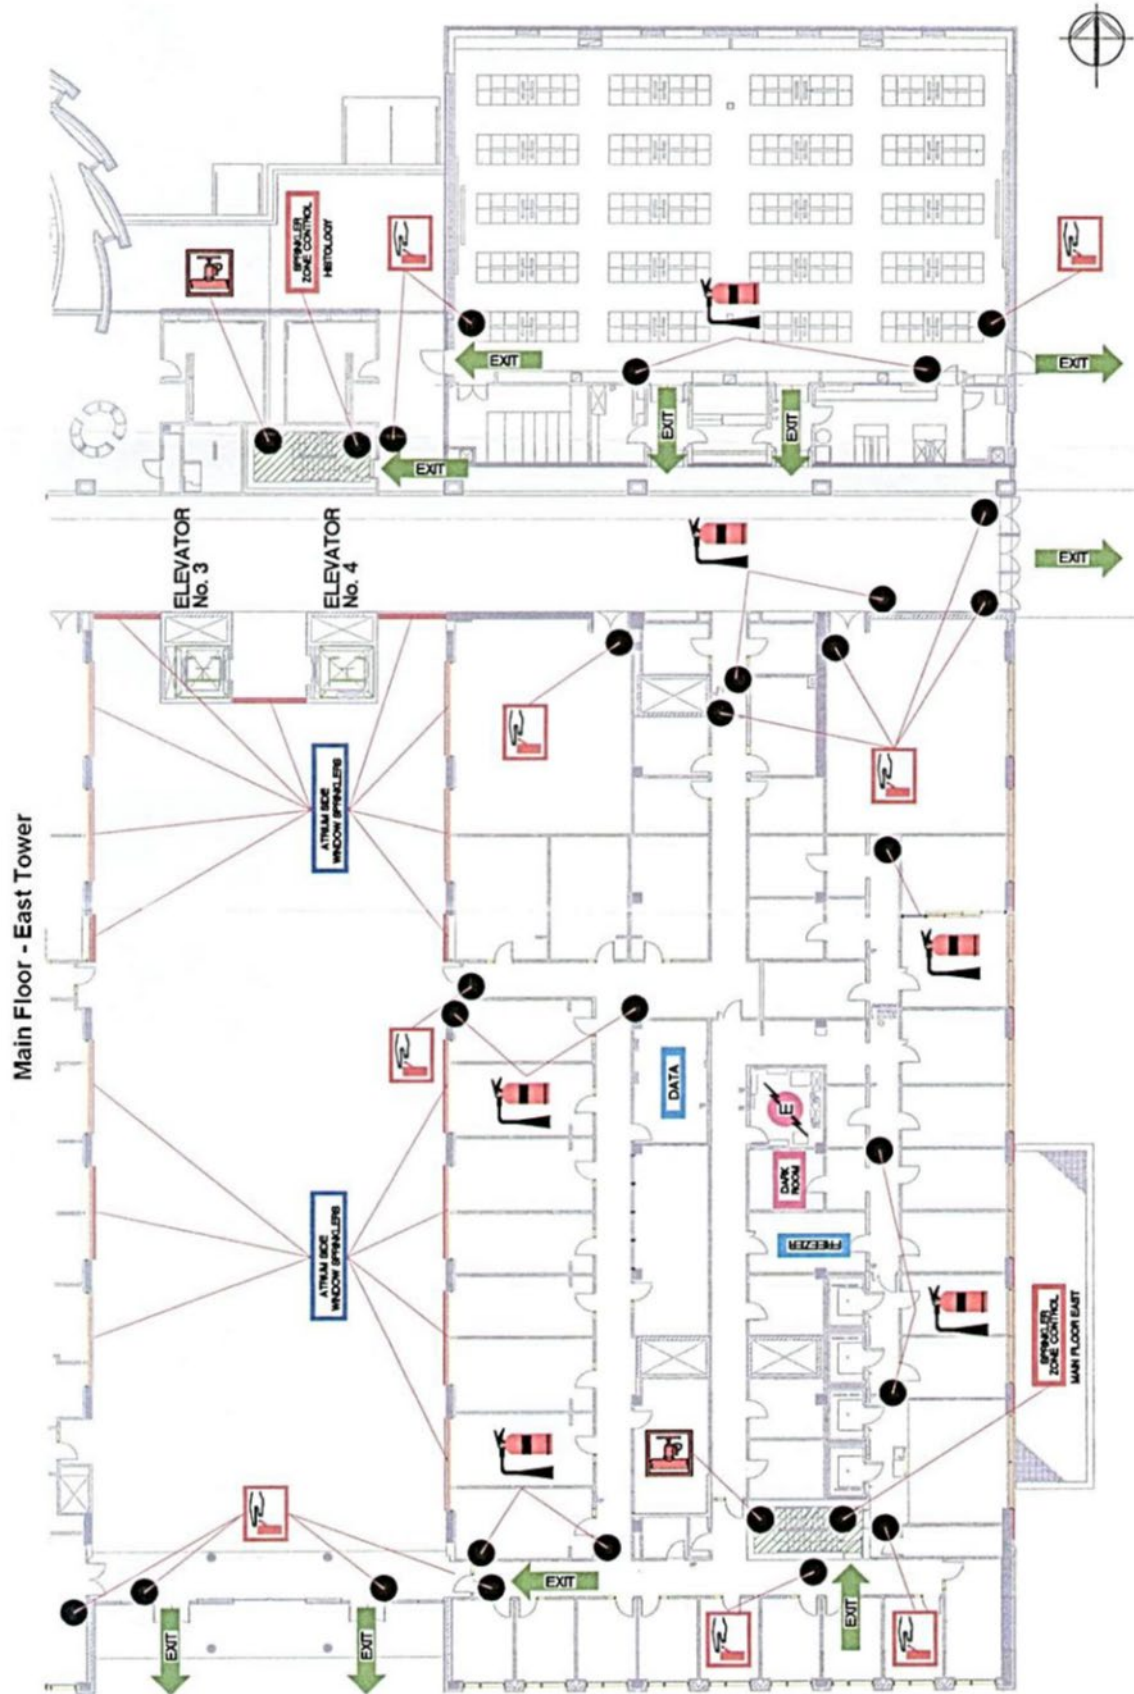 Main Floor - East Tower
SPRINKLER
ZONE CONTROL
HISTOLOGY
EXIT
EXIT
EXIT
EXIT
EXIT
EXIT
ELEVATOR
No. 3
ELEVATOR
No. 4
ATRIUM SIDE
WINDOW SPRINKLERS
DATA
E
DARK
ROOM
ATRIUM SIDE
WINDOW SPRINKLERS
SPRINKLER
ZONE CONTROL
MAIN FLOOR EAST
EXIT
EXIT
EXIT
EXIT